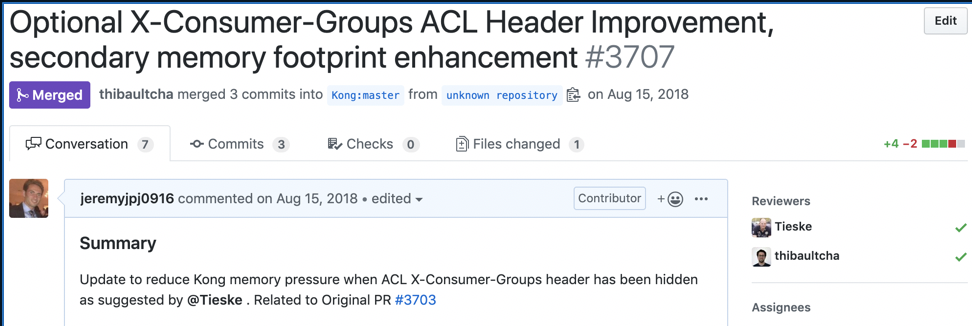 Optional X-Consumer-Groups ACL Header Improvement,
secondary memory footprint enhancement #3707
Edit
Merged thibaultcha merged 3 commits into Kong:master from unknown repository on Aug 15, 2018
Conversation 7 Commits 3 Checks 0 Files changed 1 +4 −2
jeremyjpj0916 commented on Aug 15, 2018 • edited Contributor
Summary
Update to reduce Kong memory pressure when ACL X-Consumer-Groups header has been hidden
as suggested by @Tieske . Related to Original PR #3703
Reviewers
Tieske
thibaultcha
Assignees